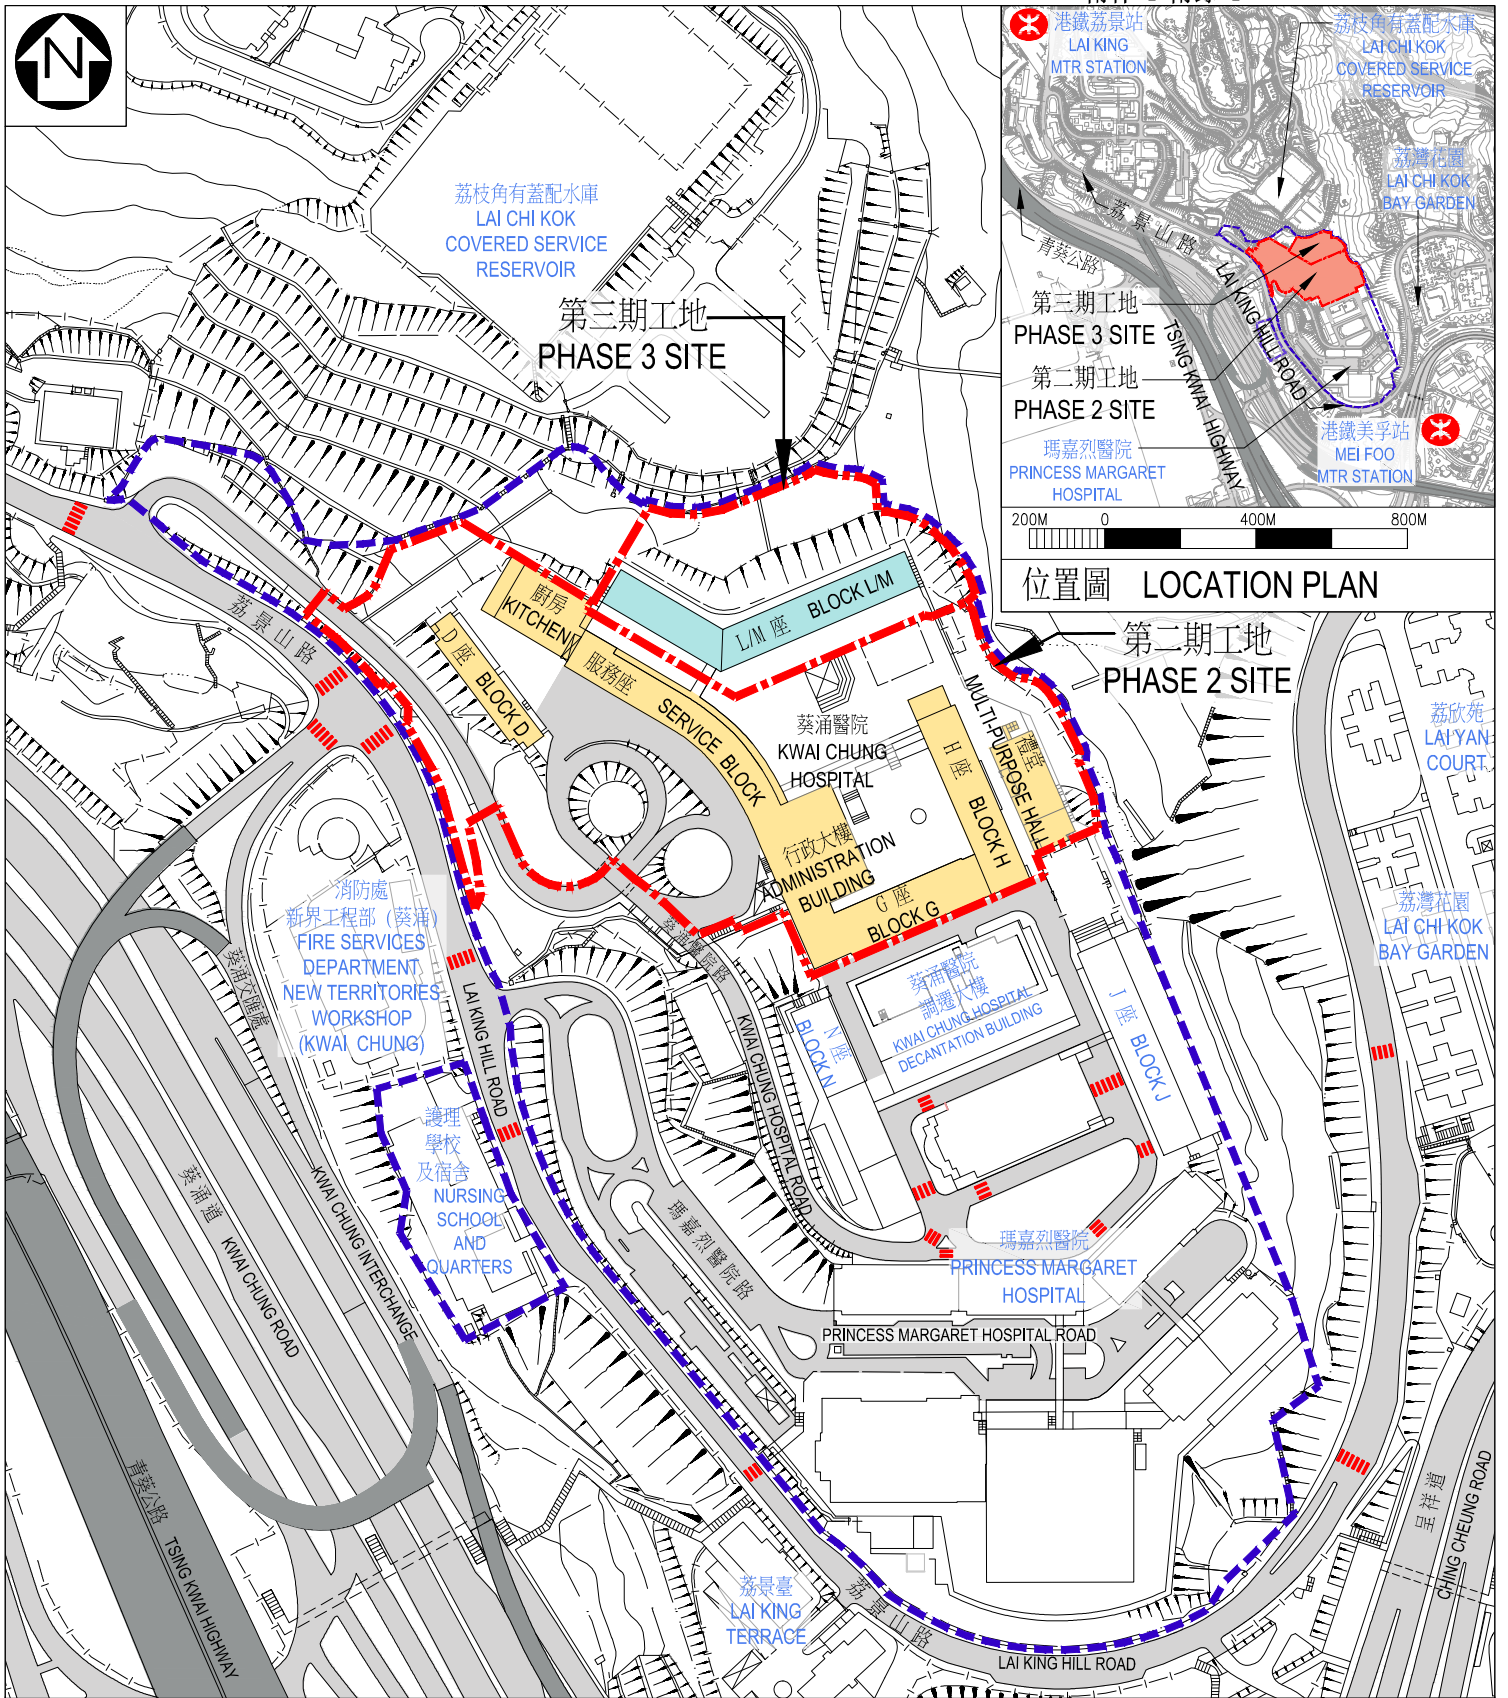 N
荔枝角有蓋配水庫
LAI CHI KOK
COVERED SERVICE
RESERVOIR
第三期工地
PHASE 3 SITE
港鐵荔景站
LAI KING
MTR STATION
荔枝角有蓋配水庫
LAI CHI KOK
COVERED SERVICE
RESERVOIR
荔灣花園
LAI CHI KOK
BAY GARDEN
荔景山路
青葵公路
LAI KING HILL ROAD
TSING KWAI HIGHWAY
第三期工地
PHASE 3 SITE
第二期工地
PHASE 2 SITE
瑪嘉烈醫院
PRINCESS MARGARET
HOSPITAL
港鐵美孚站
MEI FOO
MTR STATION
200M 0 400M 800M
位置圖 LOCATION PLAN
第二期工地
PHASE 2 SITE
廚房
KITCHEN
L/M 座 BLOCK L/M
D 座
BLOCK D
服務座 SERVICE BLOCK
葵涌醫院
KWAI CHUNG
HOSPITAL
H 座
BLOCK H
禮堂
MULTI-PURPOSE HALL
行政大樓
ADMINISTRATION
BUILDING
G 座
BLOCK G
荔景山路
荔欣苑
LAI YAN
COURT
消防處
新界工程部 (葵涌)
FIRE SERVICES
DEPARTMENT
NEW TERRITORIES
WORKSHOP
(KWAI CHUNG)
葵涌交匯處
KWAI CHUNG INTERCHANGE
LAI KING HILL ROAD
葵涌醫院路
KWAI CHUNG HOSPITAL ROAD
N 座
BLOCK N
葵涌醫院
調遷大樓
KWAI CHUNG HOSPITAL
DECANTATION BUILDING
J 座 BLOCK J
荔灣花園
LAI CHI KOK
BAY GARDEN
護理
學校
及宿舍
NURSING
SCHOOL
AND
QUARTERS
葵涌道 KWAI CHUNG ROAD
瑪嘉烈醫院路
瑪嘉烈醫院
PRINCESS MARGARET
HOSPITAL
PRINCESS MARGARET HOSPITAL ROAD
青葵公路 TSING KWAI HIGHWAY
呈祥道
CHING CHEUNG ROAD
荔景臺
LAI KING
TERRACE
荔景山路
LAI KING HILL ROAD